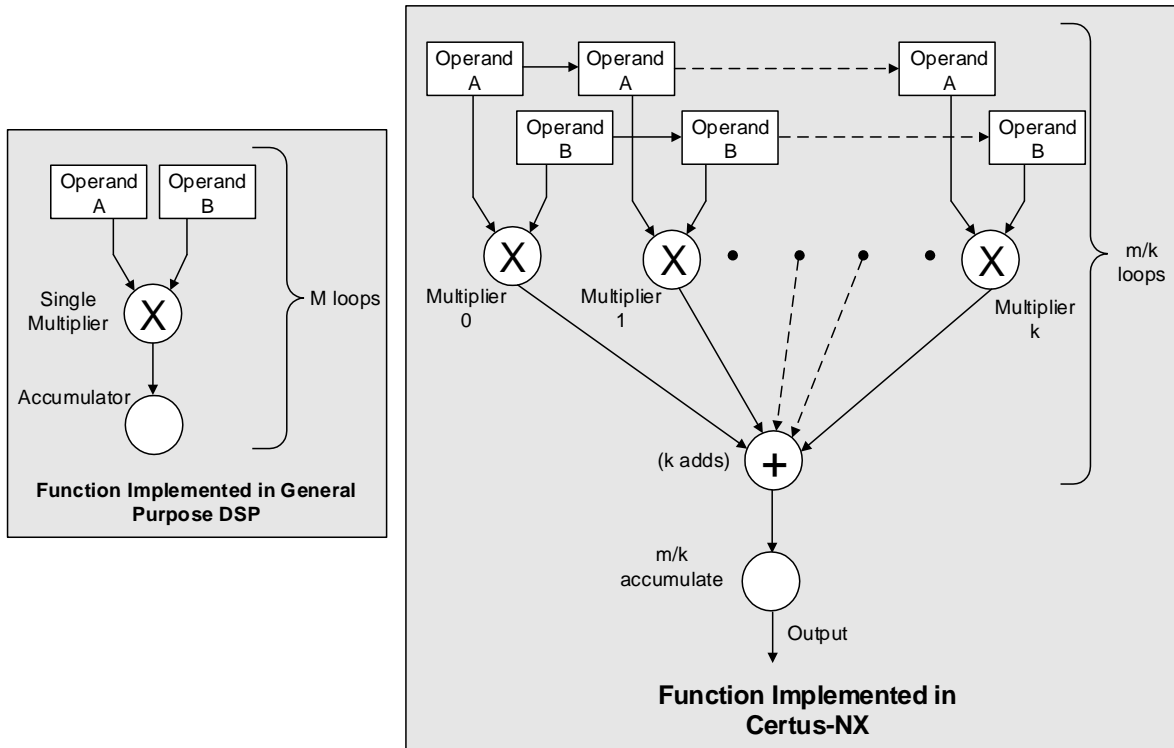 Operand
A
Operand
B
Single
Multiplier
X
M loops
Accumulator
Function Implemented in General
Purpose DSP
Operand
A
Operand
A
Operand
A
Operand
B
Operand
B
Operand
B
X
X
X
Multiplier
0
Multiplier
1
Multiplier
k
m/k
loops
(k adds)
+
m/k
accumulate
Output
Function Implemented in
Certus-NX